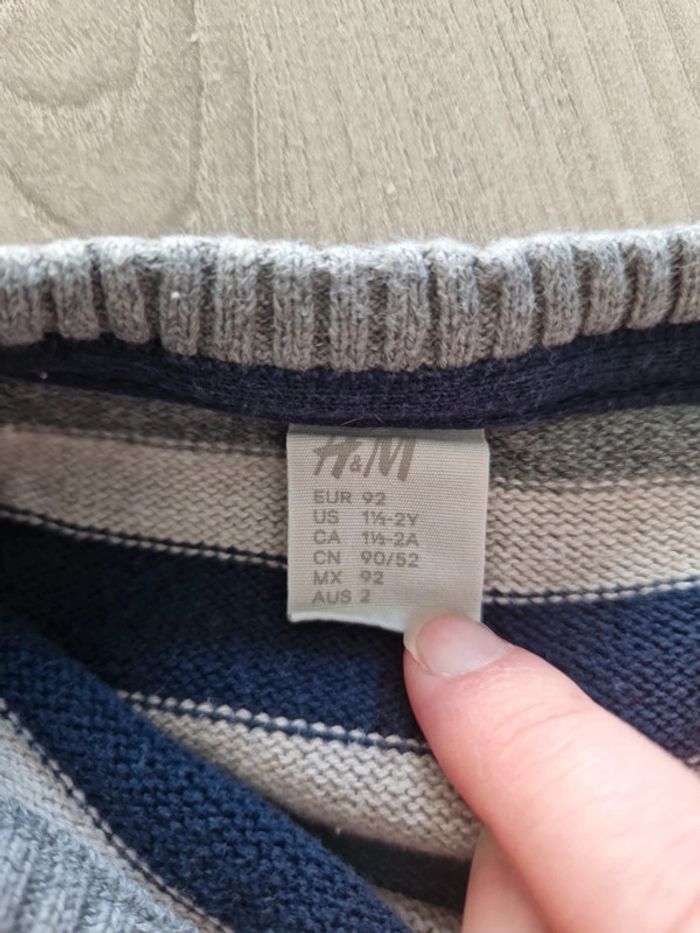 H&M
EUR 92
US 1½-2Y
CA 1½-2A
CN 90/52
MX 92
AUS 2